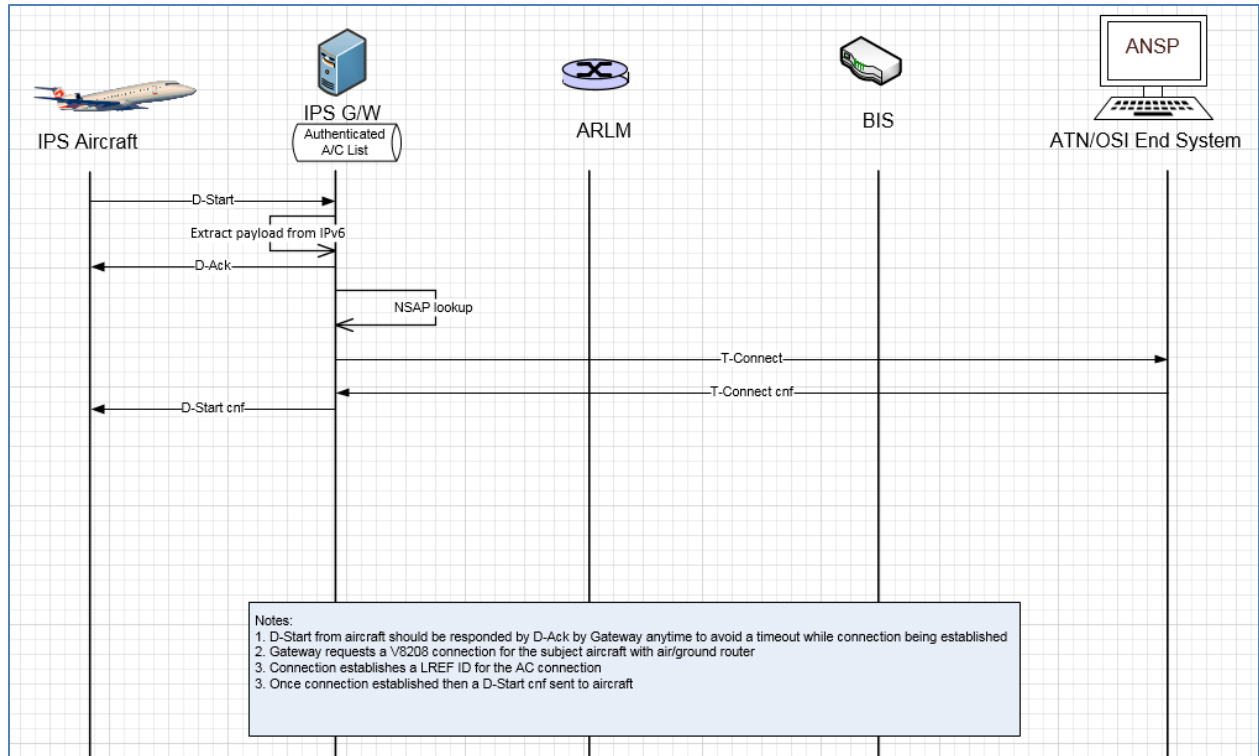 ANSP
IPS Aircraft
IPS G/W
Authenticated
A/C List
ARLM
BIS
ATN/OSI End System
D-Start
Extract payload from IPv6
D-Ack
NSAP lookup
T-Connect
T-Connect cnf
D-Start cnf
Notes:
1. D-Start from aircraft should be responded by D-Ack by Gateway anytime to avoid a timeout while connection being established
2. Gateway requests a V8208 connection for the subject aircraft with air/ground router
3. Connection establishes a LREF ID for the AC connection
3. Once connection established then a D-Start cnf sent to aircraft